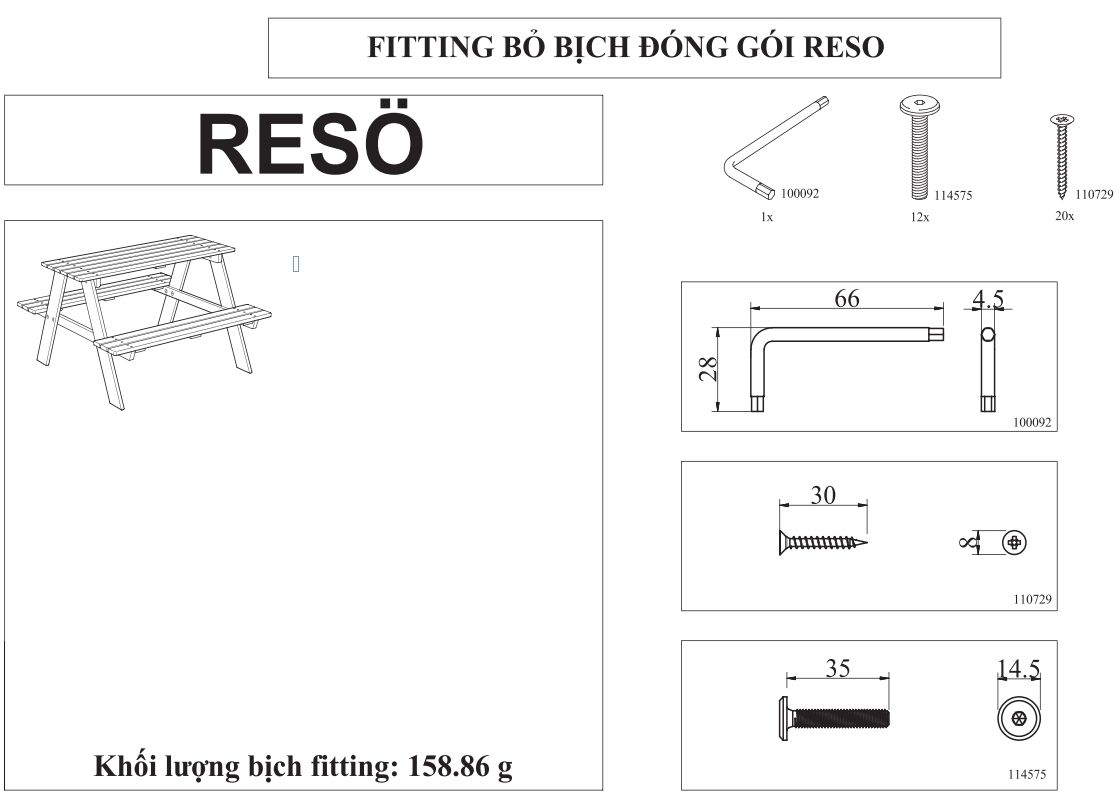 FITTING BỎ BỊCH ĐÓNG GÓI RESO
RESÖ
100092
1x
114575
12x
110729
20x
66
4.5
28
100092
30
8
110729
35
14.5
114575
Khối lượng bịch fitting: 158.86 g